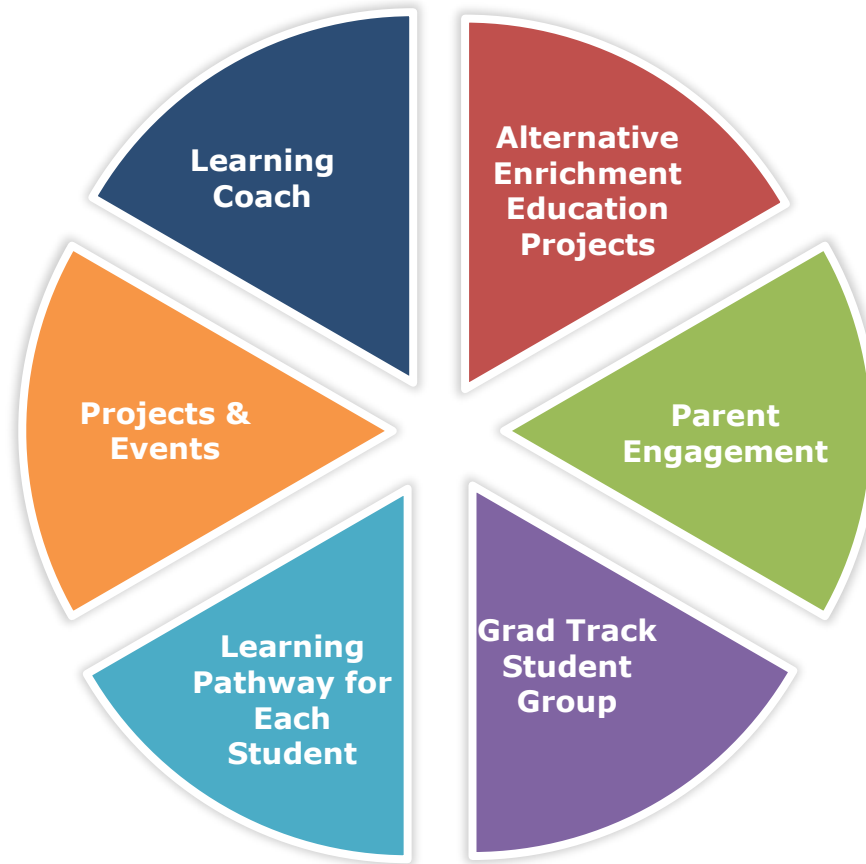 Learning
Coach
Alternative
Enrichment
Education
Projects
Projects &
Events
Parent
Engagement
Learning
Pathway for
Each
Student
Grad Track
Student
Group